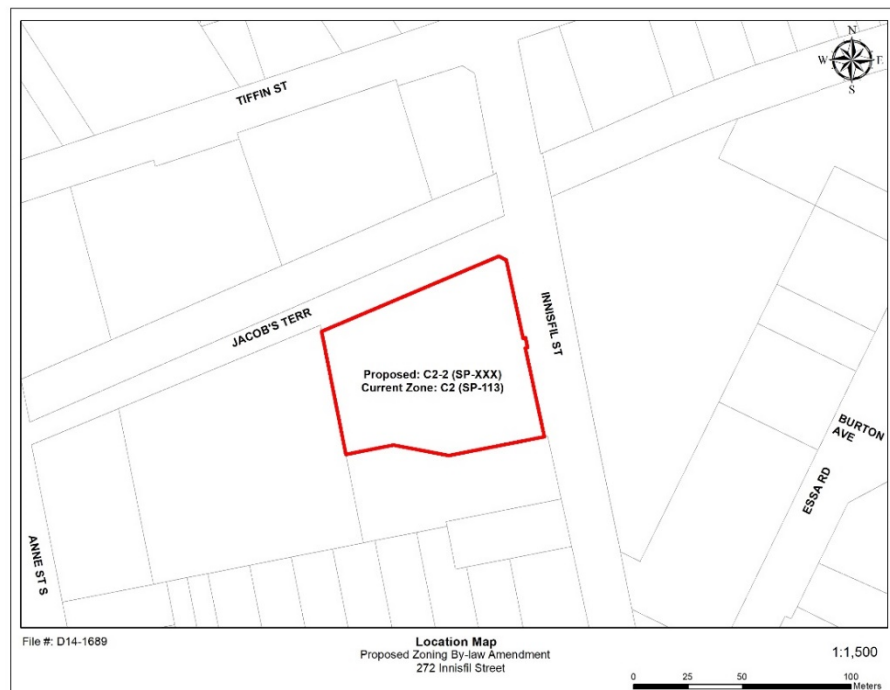 N
W E
S
TIFFIN ST
JACOB'S TERR
INNISFIL ST
Proposed: C2-2 (SP-XXX)
Current Zone: C2 (SP-113)
BURTON
AVE
ESSA RD
ANNE ST S
File #: D14-1689
Location Map
Proposed Zoning By-law Amendment
272 Innisfil Street
1:1,500
0 25 50 100
Meters